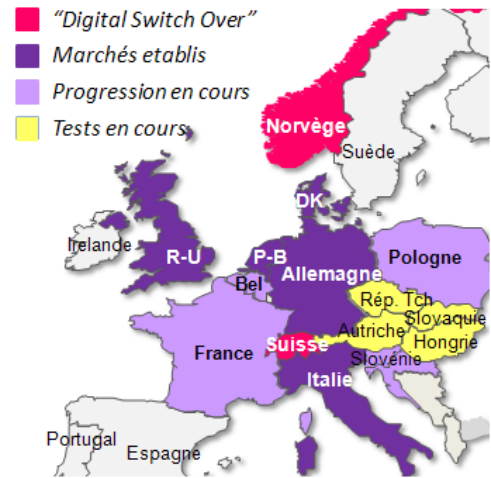 “Digital Switch Over”
Marchés etablis
Progression en cours
Tests en cours
Norvège
Suède
DK
Irlande
R-U
P-B
Pologne
Allemagne
Bel
Rép. Tch
Slovaquie
Autriche
Hongrie
Suisse
France
Slovénie
Italie
Portugal
Espagne